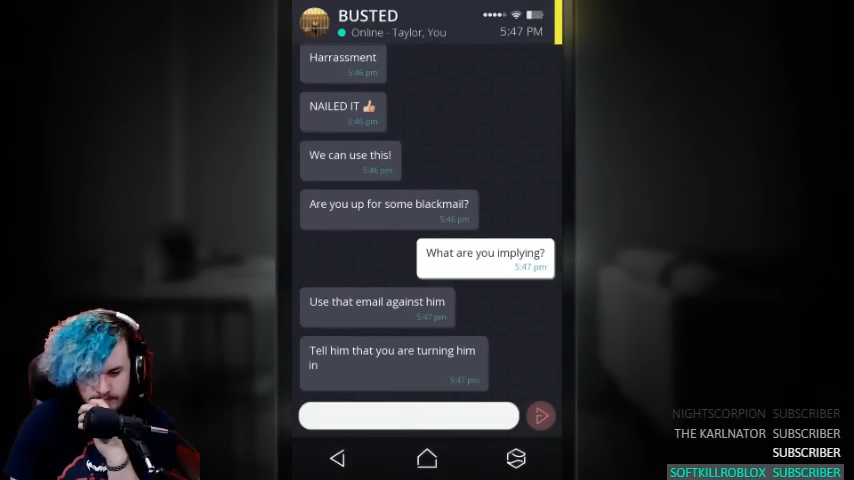 BUSTED
Online - Taylor, You
5:47 PM
Harrassment
5:46 pm
NAILED IT 👍🏼
5:46 pm
We can use this!
5:46 pm
Are you up for some blackmail?
5:46 pm
What are you implying?
5:47 pm
Use that email against him
5:47 pm
Tell him that you are turning him
in
5:47 pm
NIGHTSCORPION SUBSCRIBER
THE KARLNATOR SUBSCRIBER
SUBSCRIBER
SOFTKILLROBLOX SUBSCRIBER